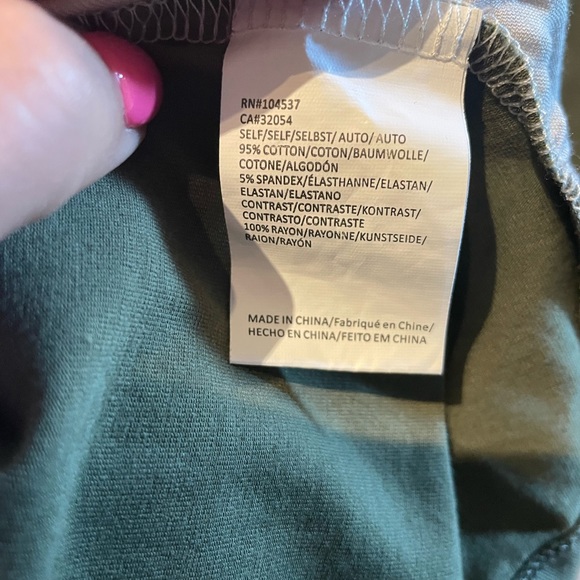 RN#104537
CA#32054
SELF/SELF/SELBST/ AUTO/ AUTO
95% COTTON/COTON/BAUMWOLLE/
COTONE/ALGODÓN
5% SPANDEX/ÉLASTHANNE/ELASTAN/
ELASTAN/ELASTANO
CONTRAST/CONTRASTE/KONTRAST/
CONTRASTO/CONTRASTE
100% RAYON/RAYONNE/KUNSTSEIDE/
RAION/RAYÓN
MADE IN CHINA/Fabriqué en Chine/
HECHO EN CHINA/FEITO EM CHINA